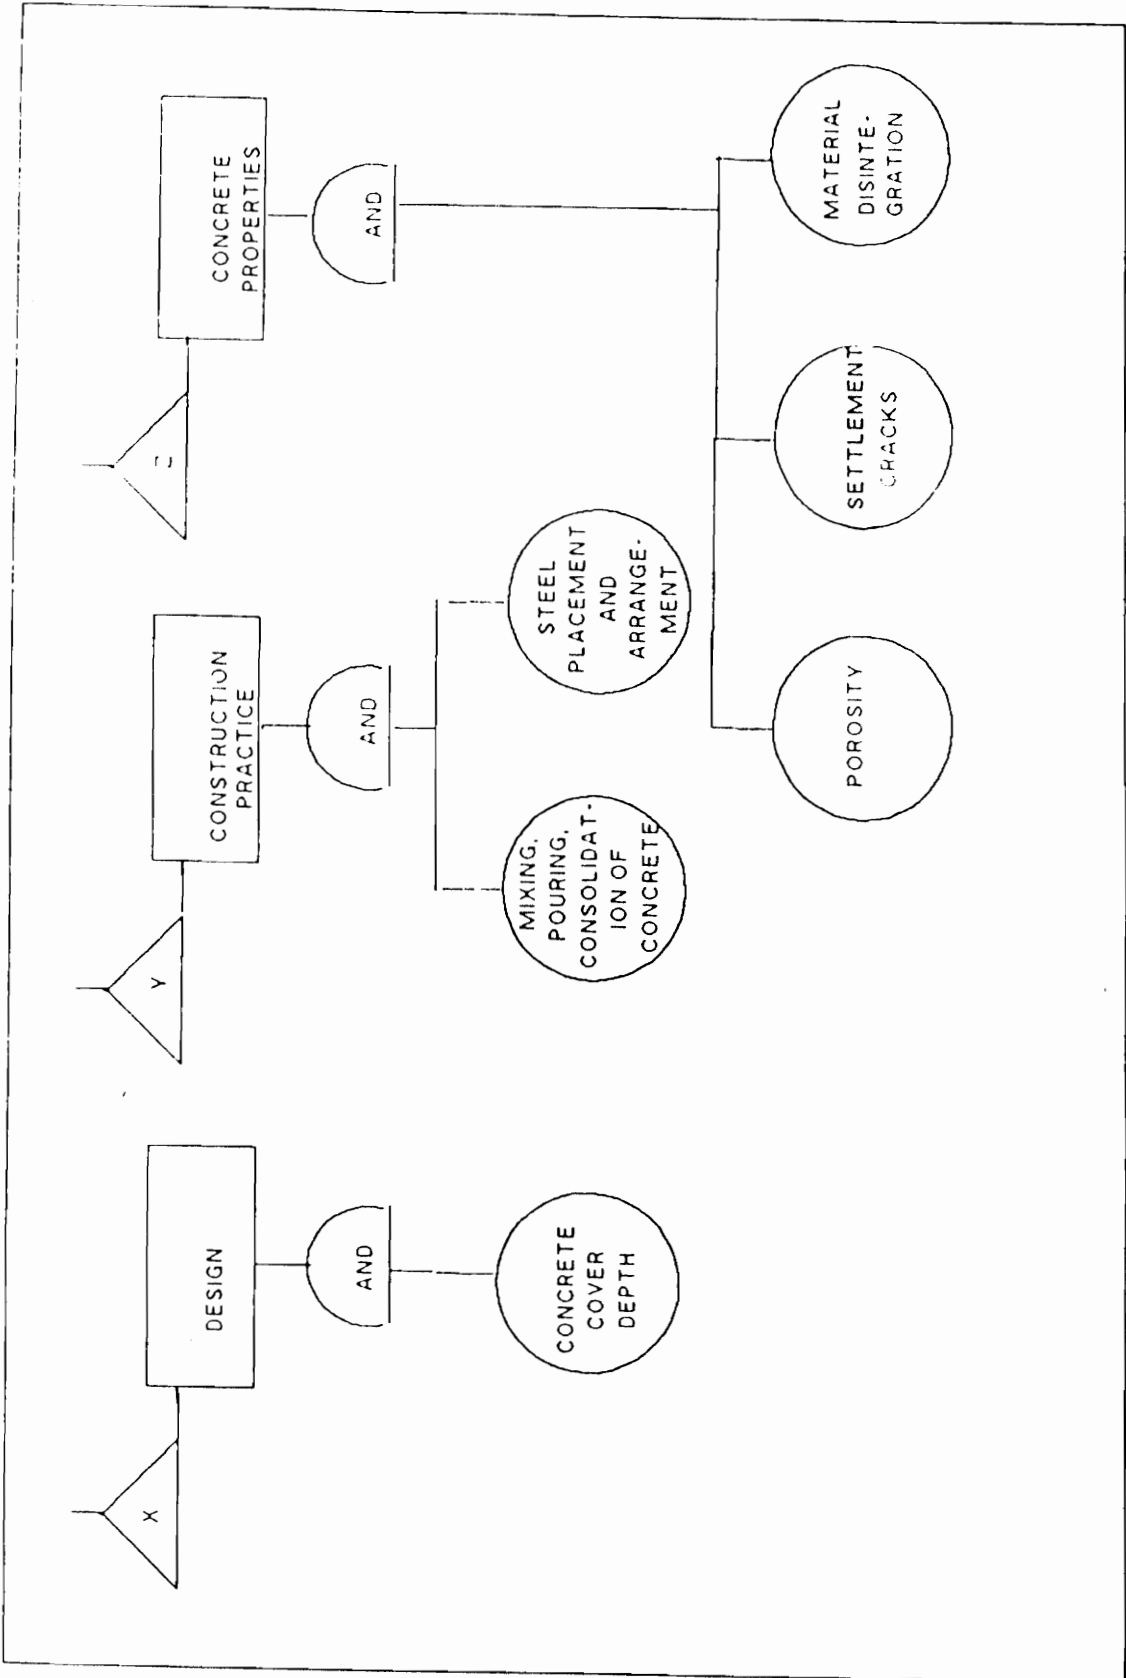 X
DESIGN
AND
CONCRETE
COVER
DEPTH
Y
CONSTRUCTION
PRACTICE
AND
MIXING,
POURING,
CONSOLIDAT-
ION OF
CONCRETE
STEEL
PLACEMENT
AND
ARRANGE-
MENT
CONCRETE
PROPERTIES
AND
POROSITY
SETTLEMENT
CRACKS
MATERIAL
DISINTE-
GRATION